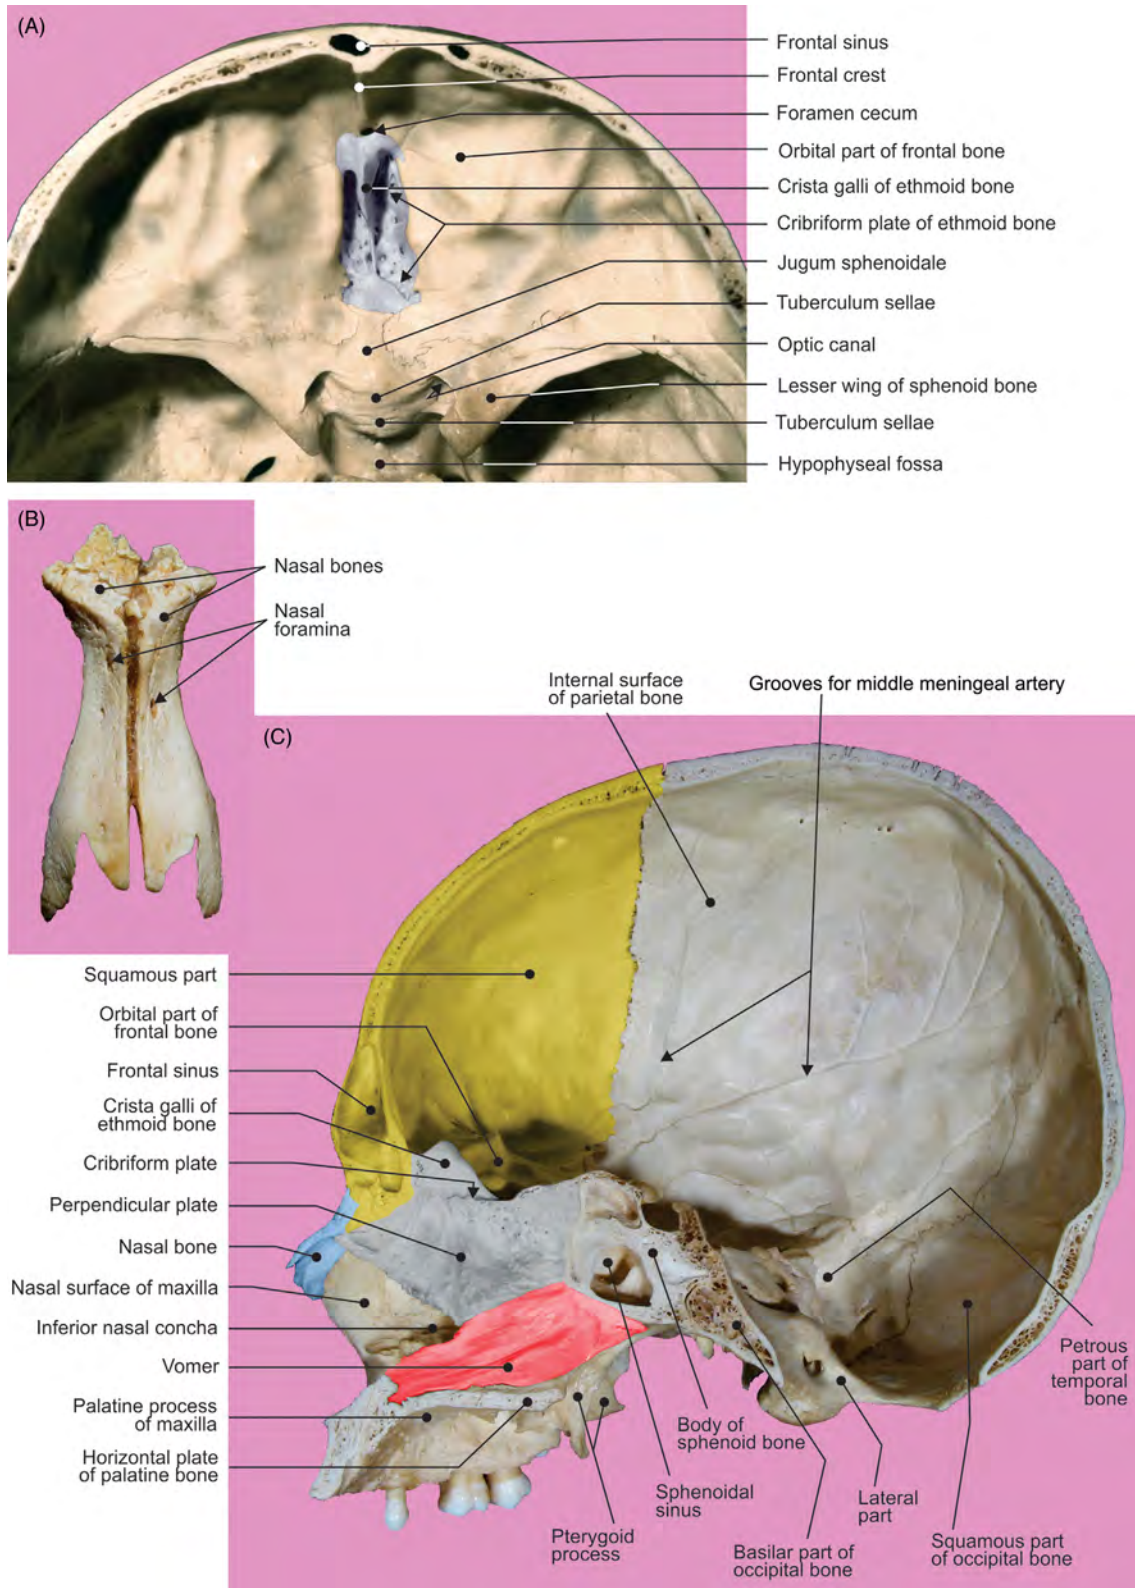 (A)
Frontal sinus
Frontal crest
Foramen cecum
Orbital part of frontal bone
Crista galli of ethmoid bone
Cribriform plate of ethmoid bone
Jugum sphenoidale
Tuberculum sellae
Optic canal
Lesser wing of sphenoid bone
Tuberculum sellae
Hypophyseal fossa
(B)
Nasal bones
Nasal
foramina
(C)
Internal surface
of parietal bone
Grooves for middle meningeal artery
Squamous part
Orbital part of
frontal bone
Frontal sinus
Crista galli of
ethmoid bone
Cribriform plate
Perpendicular plate
Nasal bone
Nasal surface of maxilla
Inferior nasal concha
Vomer
Palatine process
of maxilla
Horizontal plate
of palatine bone
Pterygoid
process
Sphenoidal
sinus
Body of
sphenoid bone
Basilar part of
occipital bone
Lateral
part
Squamous part
of occipital bone
Petrous
part of
temporal
bone